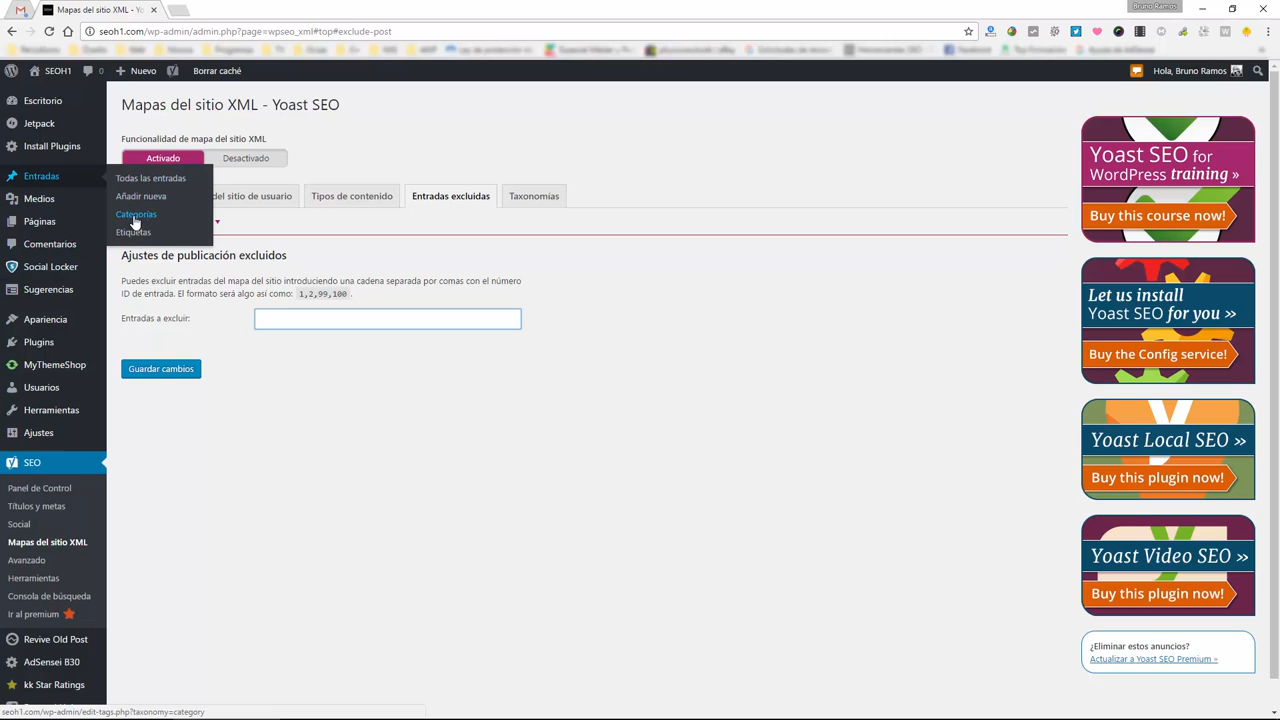 Bruno Ramos
Mapas del sitio XML - Yo
seoh1.com/wp-admin/admin.php?page=wpseo_xml#top#exclude-post
SEOH1
0
Nuevo
Borrar caché
Hola, Bruno Ramos
Escritorio
Jetpack
Install Plugins
Entradas
Medios
Páginas
Comentarios
Social Locker
Sugerencias
Apariencia
Plugins
MyThemeShop
Usuarios
Herramientas
Ajustes
SEO
Panel de Control
Títulos y metas
Social
Mapas del sitio XML
Avanzado
Herramientas
Consola de búsqueda
Ir al premium
Revive Old Post
AdSensei B30
kk Star Ratings
Todas las entradas
Añadir nueva
Categorías
Etiquetas
Mapas del sitio XML - Yoast SEO
Funcionalidad de mapa del sitio XML
Activado
Desactivado
del sitio de usuario
Tipos de contenido
Entradas excluidas
Taxonomías
Ajustes de publicación excluidos
Puedes excluir entradas del mapa del sitio introduciendo una cadena separada por comas con el número
ID de entrada. El formato será algo así como: 1,2,99,100 .
Entradas a excluir:
Guardar cambios
Yoast SEO for
WordPress training »
Buy this course now!
Let us install
Yoast SEO for you »
Buy the Config service!
Yoast Local SEO »
Buy this plugin now!
Yoast Video SEO »
Buy this plugin now!
¿Eliminar estos anuncios?
Actualizar a Yoast SEO Premium »
seoh1.com/wp-admin/edit-tags.php?taxonomy=category